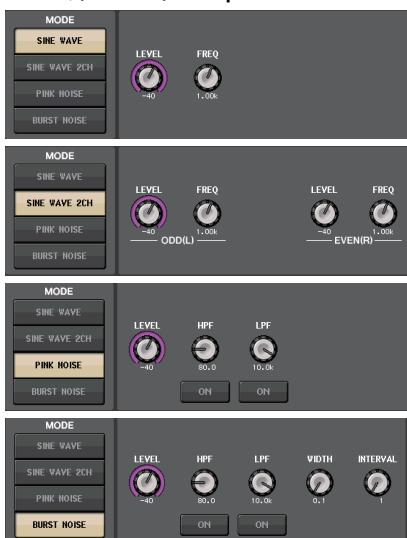 MODE
SINE WAVE
SINE WAVE 2CH
PINK NOISE
BURST NOISE
LEVEL FREQ
-40 1.00k
MODE
SINE WAVE
SINE WAVE 2CH
PINK NOISE
BURST NOISE
LEVEL FREQ LEVEL FREQ
-40 1.00k -40 1.00k
ODD(L) EVEN(R)
MODE
SINE WAVE
SINE WAVE 2CH
PINK NOISE
BURST NOISE
LEVEL HPF LPF
-40 80.0 10.0k
ON ON
MODE
SINE WAVE
SINE WAVE 2CH
PINK NOISE
BURST NOISE
LEVEL HPF LPF WIDTH INTERVAL
-40 80.0 10.0k 0.1 1
ON ON